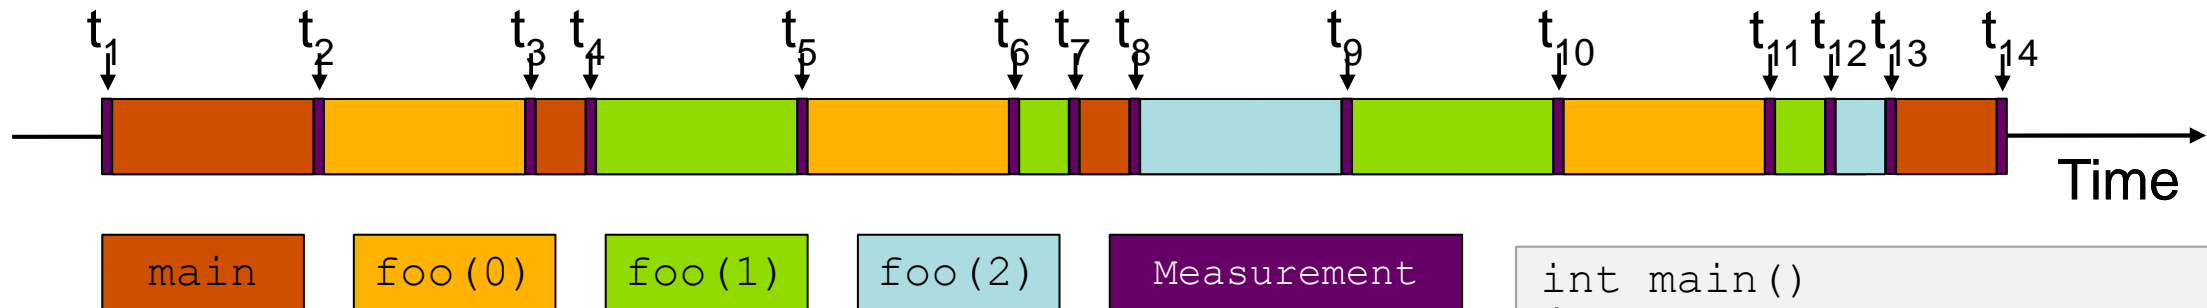 t1 t2 t3 t4 t5 t6 t7 t8 t9 t10 t11 t12 t13 t14
Time
main foo(0) foo(1) foo(2) Measurement
int main()